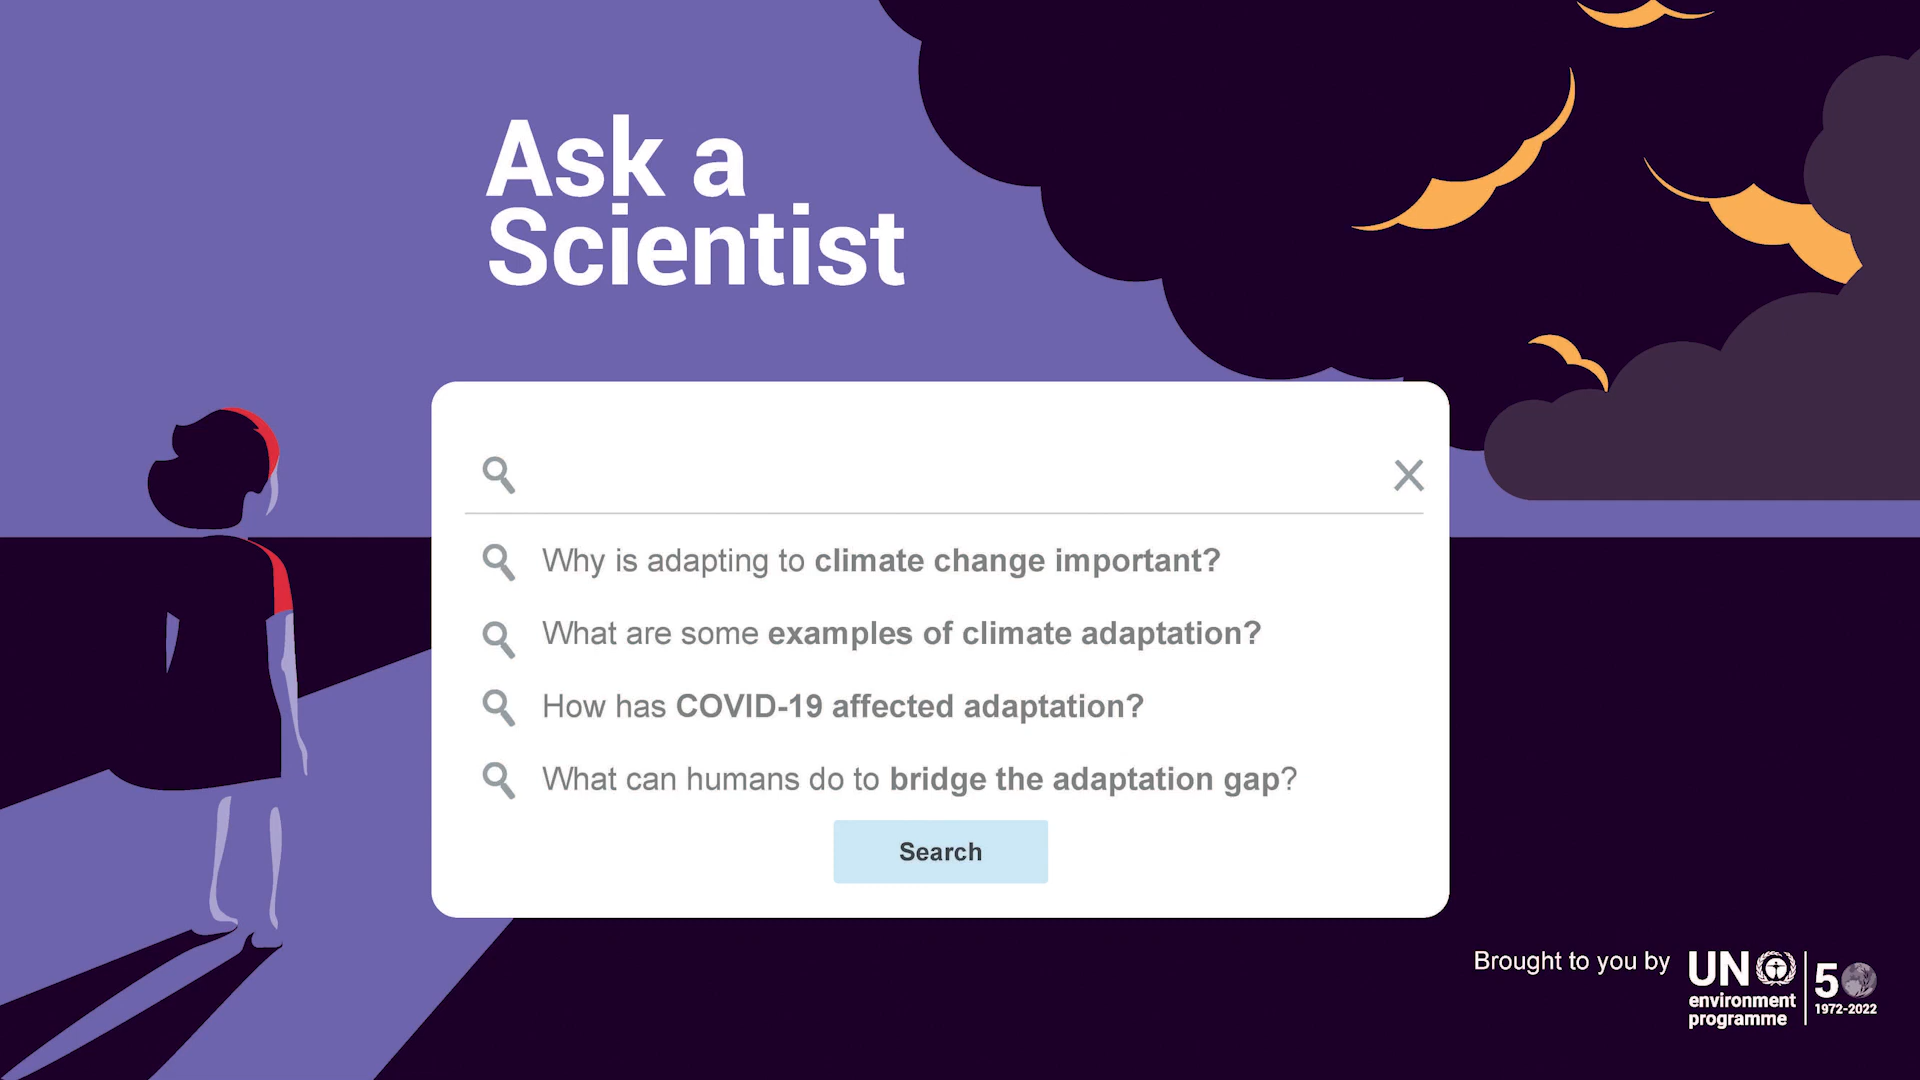 Ask a
Scientist
Why is adapting to climate change important?
What are some examples of climate adaptation?
How has COVID-19 affected adaptation?
What can humans do to bridge the adaptation gap?
Search
Brought to you by
UN
environment
programme
50
1972-2022